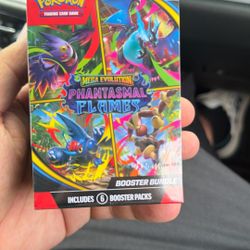 POKÉMON
TRADING CARD GAME
MEGA EVOLUTION
PHANTASMAL
FLAMES
BOOSTER BUNDLE
INCLUDES 6 BOOSTER PACKS